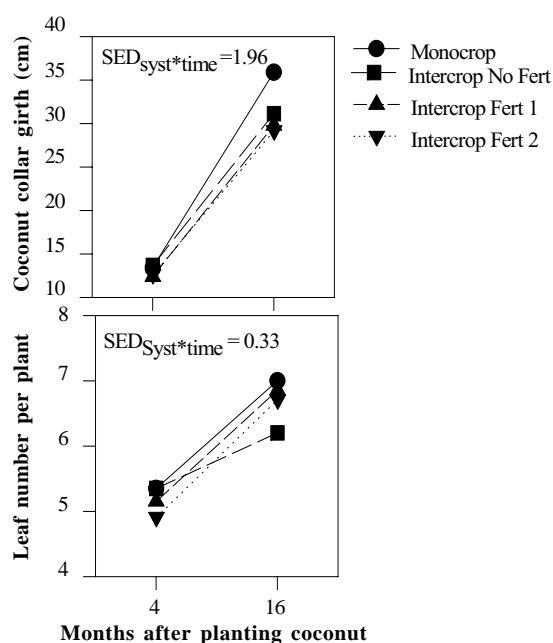 40
35
30
25
20
15
10
Coconut collar girth (cm)
SEDsyst*time=1.96
Monocrop
Intercrop No Fert
Intercrop Fert 1
Intercrop Fert 2
8
7
6
5
4
Leaf number per plant
SEDSyst*time = 0.33
4 16
Months after planting coconut